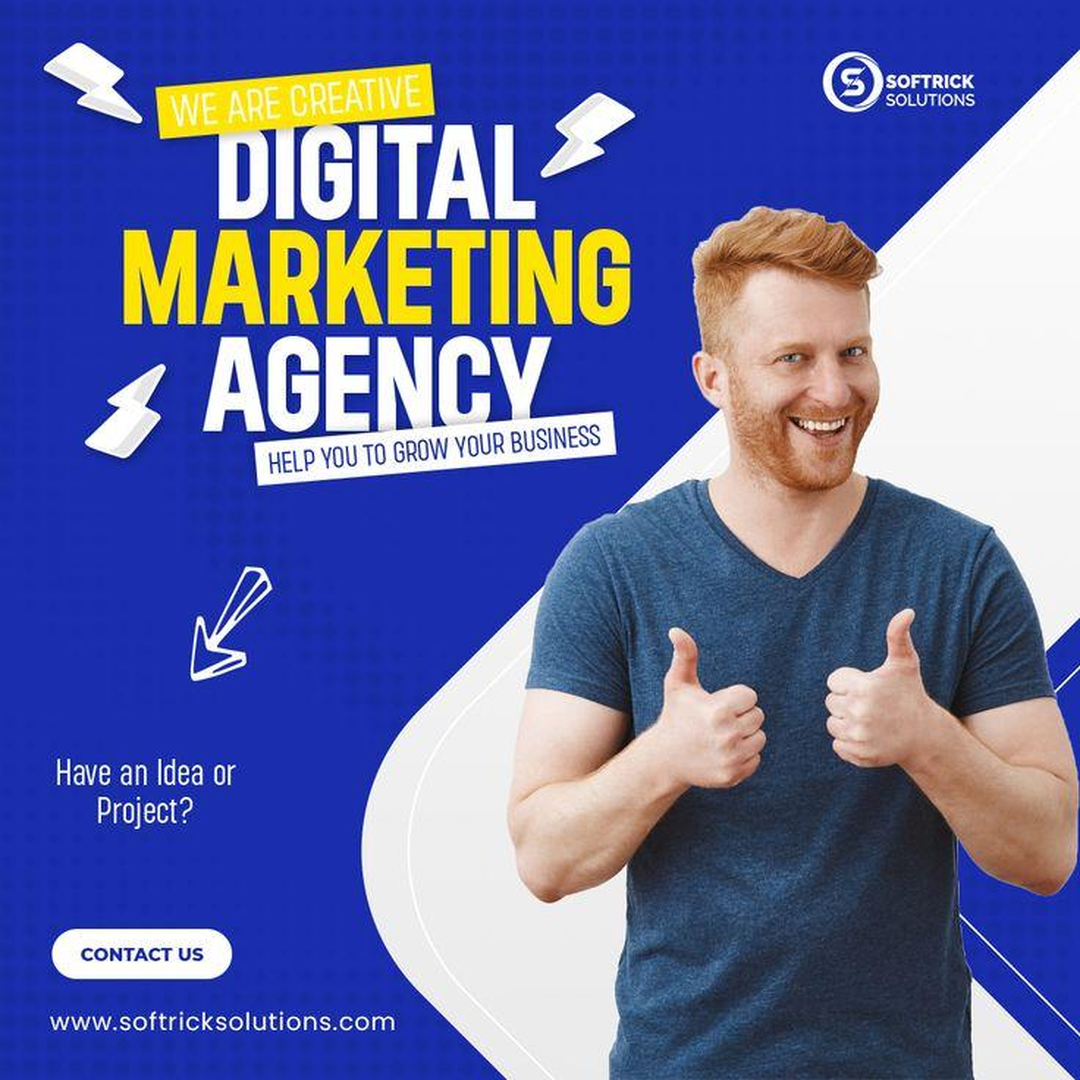 WE ARE CREATIVE
DIGITAL
MARKETING
AGENCY
HELP YOU TO GROW YOUR BUSINESS
SOFTRICK
SOLUTIONS
Have an Idea or
Project?
CONTACT US
www.softricksolutions.com